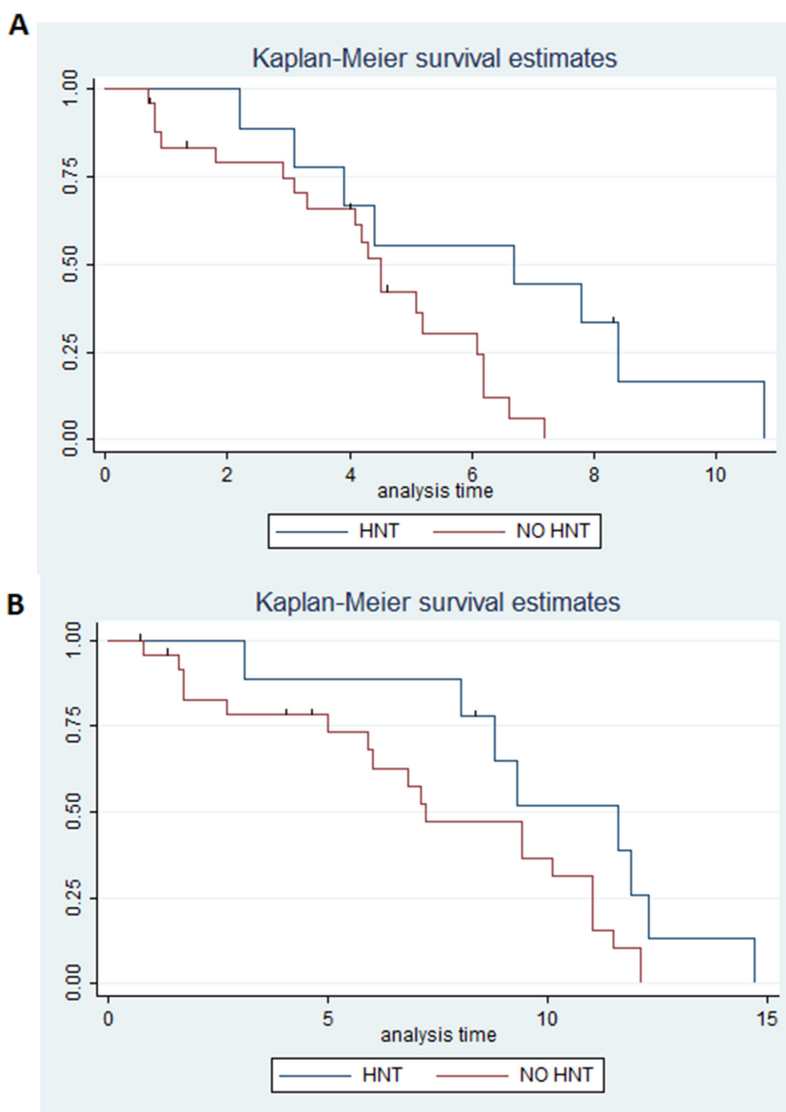 A
Kaplan-Meier survival estimates
1.00
0.75
0.50
0.25
0.00
0 2 4 6 8 10
analysis time
HNT NO HNT
B
Kaplan-Meier survival estimates
1.00
0.75
0.50
0.25
0.00
0 5 10 15
analysis time
HNT NO HNT